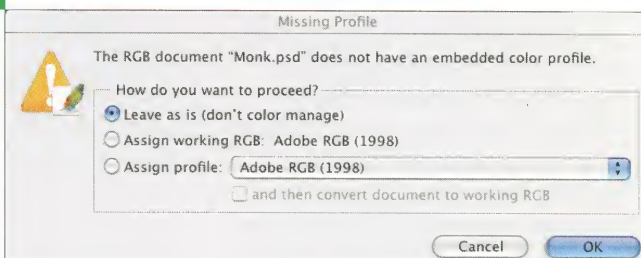 Missing Profile
The RGB document “Monk.psd” does not have an embedded color profile.
How do you want to proceed?
Leave as is (don't color manage)
Assign working RGB: Adobe RGB (1998)
Assign profile: Adobe RGB (1998)
and then convert document to working RGB
Cancel OK